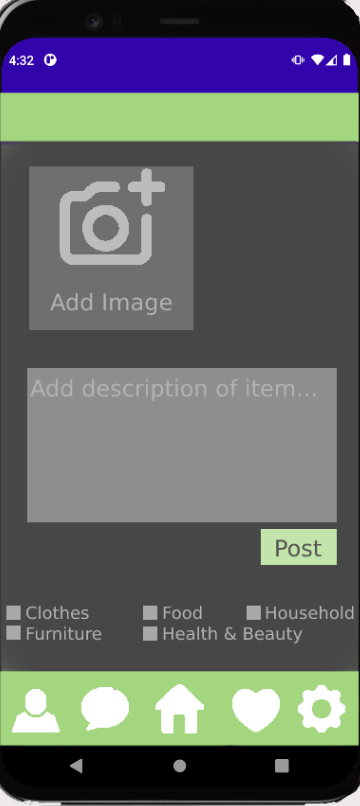 4:32
Add Image
Add description of item...
Post
Clothes Food Household
Furniture Health & Beauty